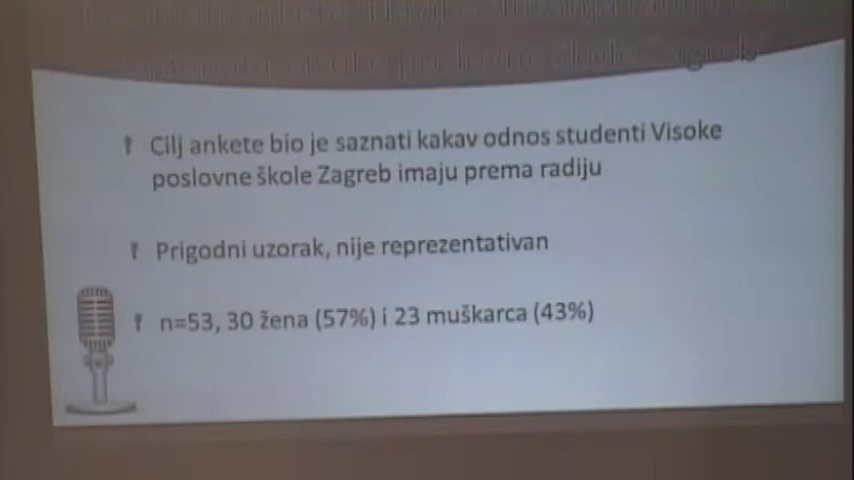 Cilj ankete bio je saznati kakav odnos studenti Visoke
poslovne škole Zagreb imaju prema radiju
Prigodni uzorak, nije reprezentativan
n=53, 30 žena (57%) i 23 muškarca (43%)